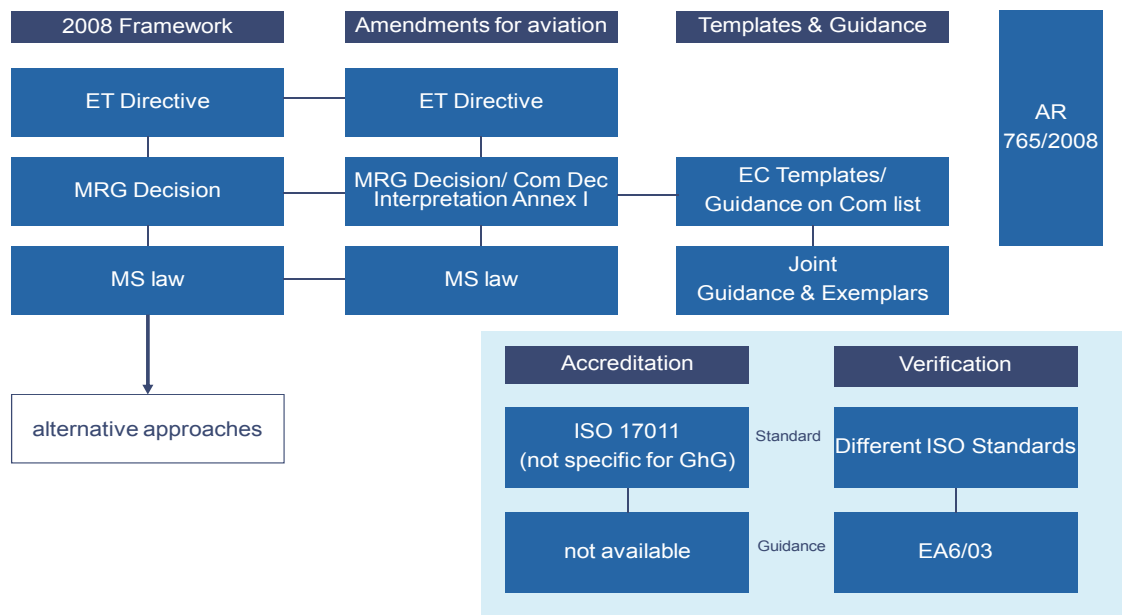 2008 Framework
Amendments for aviation
Templates & Guidance
AR
765/2008
ET Directive
ET Directive
MRG Decision
MRG Decision/ Com Dec
Interpretation Annex I
EC Templates/
Guidance on Com list
MS law
MS law
Joint
Guidance & Exemplars
alternative approaches
Accreditation
Verification
ISO 17011
(not specific for GhG)
Standard
Different ISO Standards
not available
Guidance
EA6/03